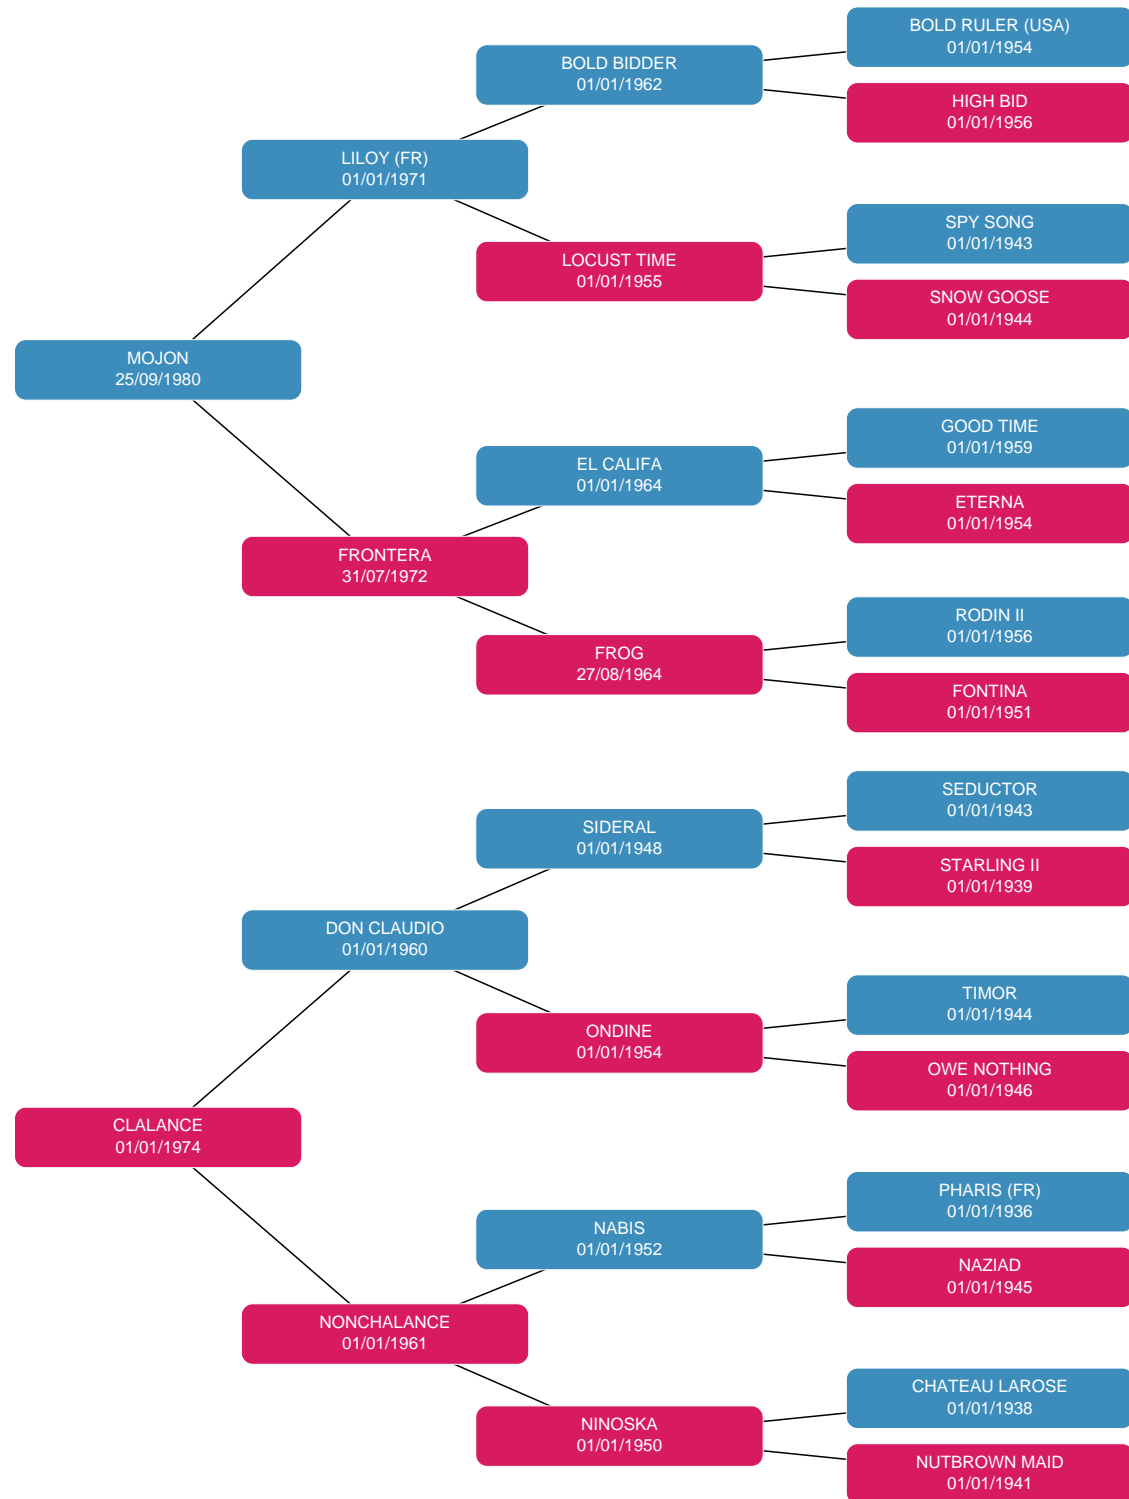 BOLD RULER (USA)
01/01/1954
BOLD BIDDER
01/01/1962
HIGH BID
01/01/1956
LILOY (FR)
01/01/1971
SPY SONG
01/01/1943
LOCUST TIME
01/01/1955
SNOW GOOSE
01/01/1944
MOJON
25/09/1980
GOOD TIME
01/01/1959
EL CALIFA
01/01/1964
ETERNA
01/01/1954
FRONTERA
31/07/1972
RODIN II
01/01/1956
FROG
27/08/1964
FONTINA
01/01/1951
SEDUCTOR
01/01/1943
SIDERAL
01/01/1948
STARLING II
01/01/1939
DON CLAUDIO
01/01/1960
TIMOR
01/01/1944
ONDINE
01/01/1954
OWE NOTHING
01/01/1946
CLALANCE
01/01/1974
PHARIS (FR)
01/01/1936
NABIS
01/01/1952
NAZIAD
01/01/1945
NONCHALANCE
01/01/1961
CHATEAU LAROSE
01/01/1938
NINOSKA
01/01/1950
NUTBROWN MAID
01/01/1941